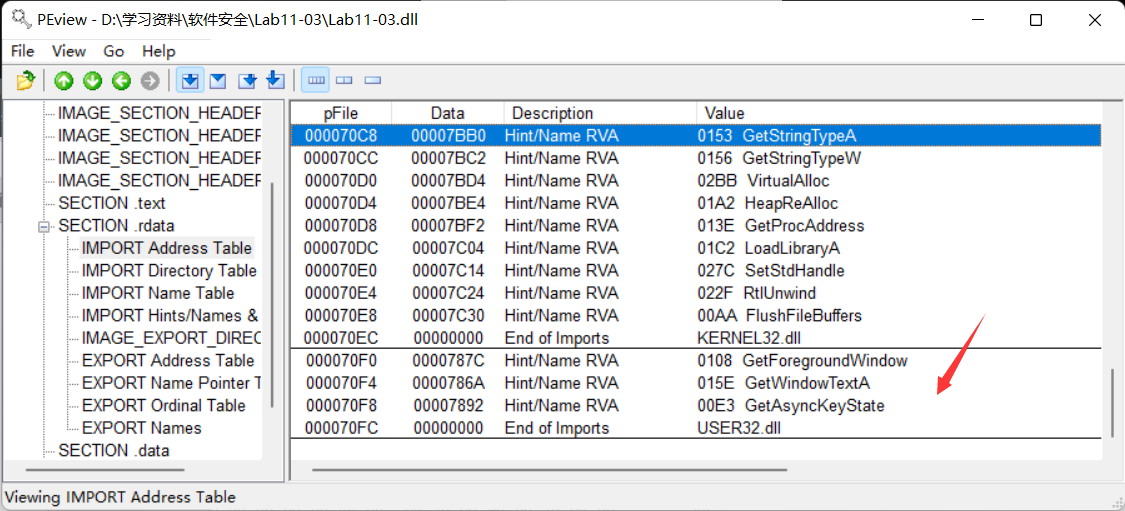 PEview - D:\学习资料\软件安全\Lab11-03\Lab11-03.dll
File View Go Help
IMAGE_SECTION_HEADER
IMAGE_SECTION_HEADER
IMAGE_SECTION_HEADER
IMAGE_SECTION_HEADER
SECTION .text
SECTION .rdata
IMPORT Address Table
IMPORT Directory Table
IMPORT Name Table
IMPORT Hints/Names &
IMAGE_EXPORT_DIREC
EXPORT Address Table
EXPORT Name Pointer T
EXPORT Ordinal Table
EXPORT Names
SECTION .data
pFile Data Description Value
000070C8 00007BB0 Hint/Name RVA 0153 GetStringTypeA
000070CC 00007BC2 Hint/Name RVA 0156 GetStringTypeW
000070D0 00007BD4 Hint/Name RVA 02BB VirtualAlloc
000070D4 00007BE4 Hint/Name RVA 01A2 HeapReAlloc
000070D8 00007BF2 Hint/Name RVA 013E GetProcAddress
000070DC 00007C04 Hint/Name RVA 01C2 LoadLibraryA
000070E0 00007C14 Hint/Name RVA 027C SetStdHandle
000070E4 00007C24 Hint/Name RVA 022F RtlUnwind
000070E8 00007C30 Hint/Name RVA 00AA FlushFileBuffers
000070EC 00000000 End of Imports KERNEL32.dll
000070F0 0000787C Hint/Name RVA 0108 GetForegroundWindow
000070F4 0000786A Hint/Name RVA 015E GetWindowTextA
000070F8 00007892 Hint/Name RVA 00E3 GetAsyncKeyState
000070FC 00000000 End of Imports USER32.dll
Viewing IMPORT Address Table